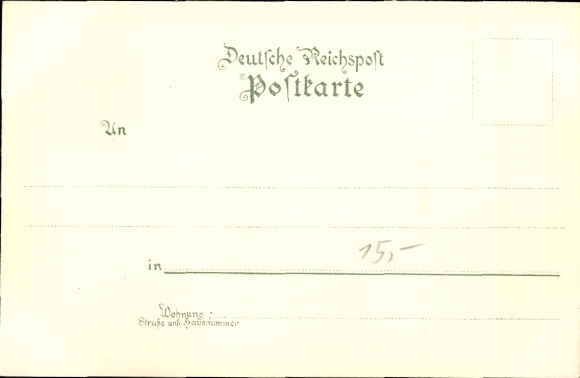 Deutſche Reichspoſt
Poſtkarte
An
in 15,-
Wohnung:
Straße und Hausnummer